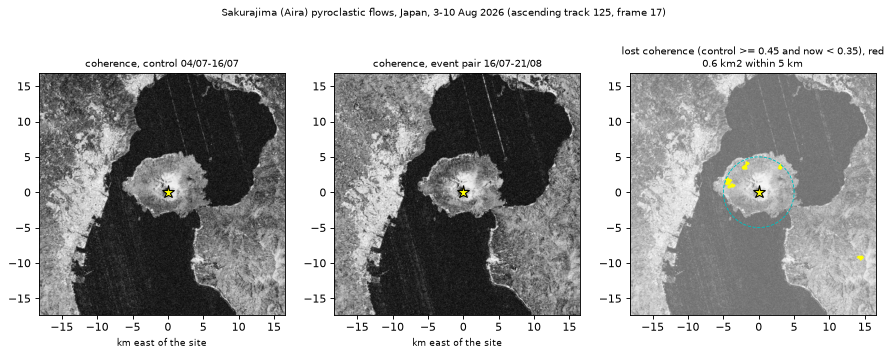 Sakurajima (Aira) pyroclastic flows, Japan, 3-10 Aug 2026 (ascending track 125, frame 17)
coherence, control 04/07-16/07
coherence, event pair 16/07-21/08
lost coherence (control >= 0.45 and now < 0.35), red
0.6 km2 within 5 km
15
10
5
0
−5
−10
−15
−15 −10 −5 0 5 10 15
km east of the site
15
10
5
0
−5
−10
−15
−15 −10 −5 0 5 10 15
km east of the site
15
10
5
0
−5
−10
−15
−15 −10 −5 0 5 10 15